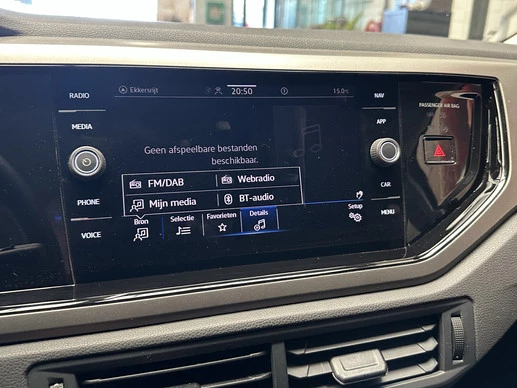 RADIO
MEDIA
PHONE
VOICE
Ekkersrijt
20:50
15.0°C
Geen afspeelbare bestanden
beschikbaar.
FM/DAB
Webradio
Mijn media
BT-audio
Bron
Selectie
Favorieten
Details
Setup
NAV
APP
CAR
MENU
PASSENGER AIR BAG